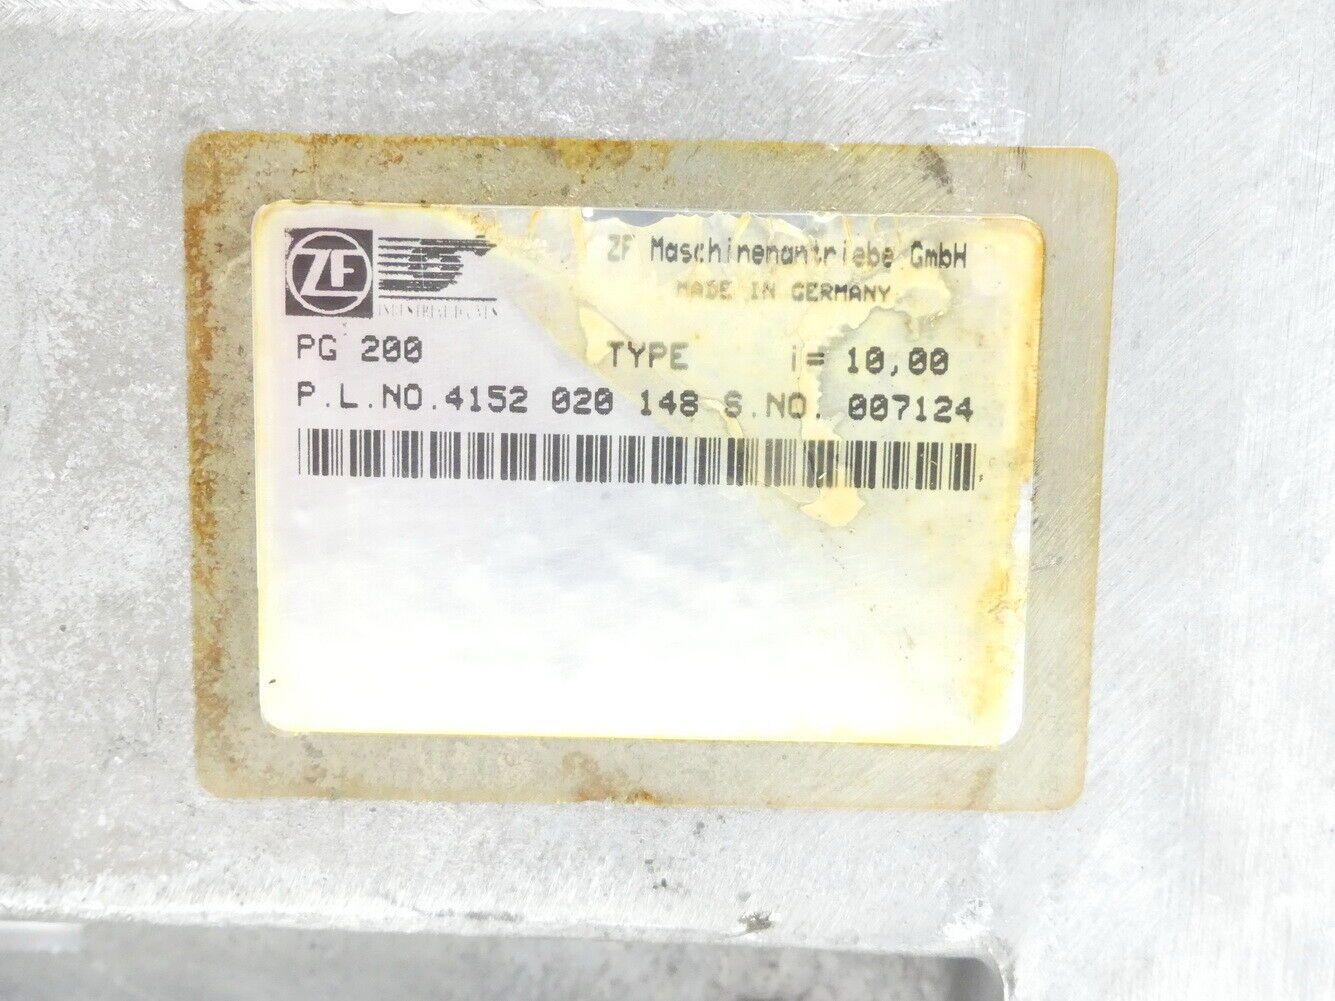 ZF
ZF Maschinenantriebe GmbH
MADE IN GERMANY
PG 200 TYPE i= 10,00
P.L.NO.4152 020 148 S.NO. 007124